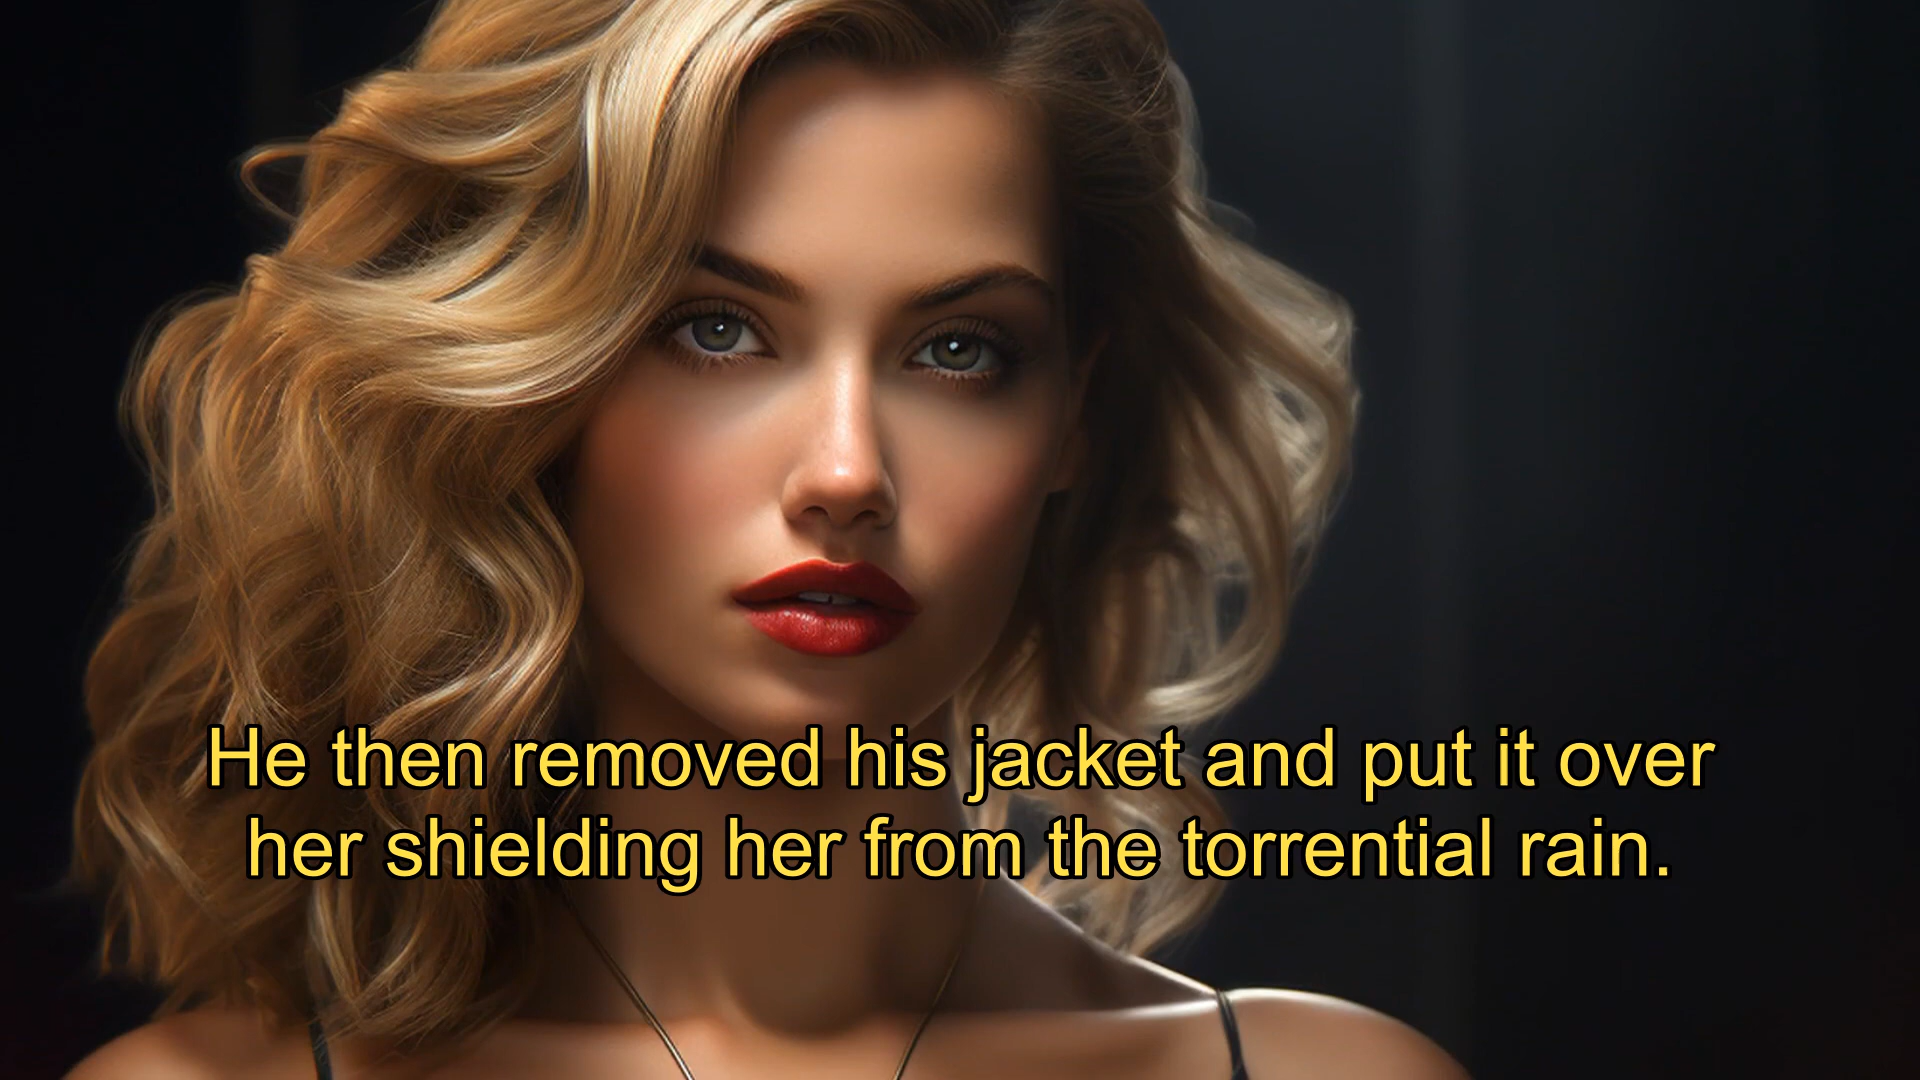 He then removed his jacket and put it over
her shielding her from the torrential rain.